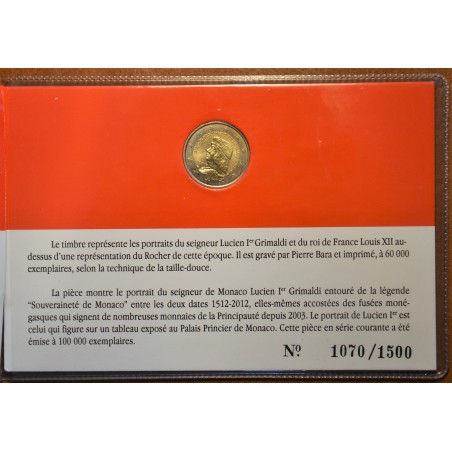 Le timbre représente les portraits du seigneur Lucien Iᵉʳ Grimaldi et du roi de France Louis XII au-
dessus d'une représentation du Rocher de cette époque. Il est gravé par Pierre Bara et imprimé, à 60 000
exemplaires, selon la technique de la taille-douce.
La pièce montre le portrait du seigneur de Monaco Lucien Iᵉʳ Grimaldi entouré de la légende
"Souveraineté de Monaco" entre les deux dates 1512-2012, elles-mêmes accostées des fusées moné-
gasques qui signent de nombreuses monnaies de la Principauté depuis 2003. Le portrait de Lucien Iᵉʳ est
celui qui figure sur un tableau exposé au Palais Princier de Monaco. Cette pièce en série courante a été
émise à 100 000 exemplaires.
Nº 1070/1500